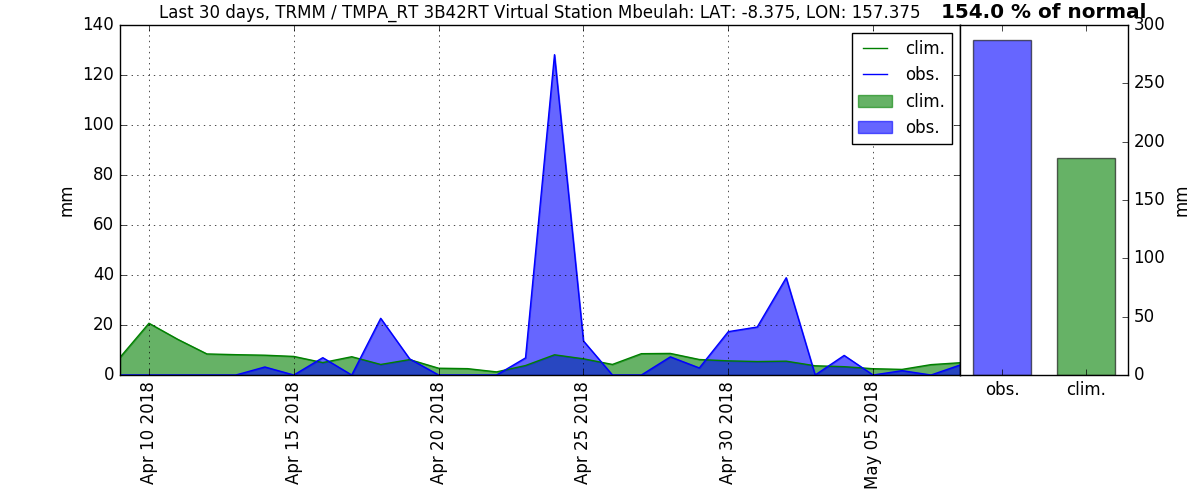 Last 30 days, TRMM / TMPA_RT 3B42RT Virtual Station Mbeulah: LAT: -8.375, LON: 157.375
154.0 % of normal
140
120
100
80
60
40
20
0
mm
clim.
obs.
clim.
obs.
Apr 10 2018
Apr 15 2018
Apr 20 2018
Apr 25 2018
Apr 30 2018
May 05 2018
300
250
200
150
100
50
0
mm
obs.
clim.